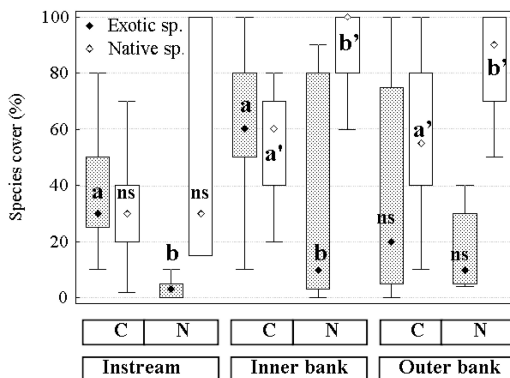 Exotic sp.
Native sp.
Species cover (%)
100
80
60
40
20
0
a
ns
b
ns
a
a'
b
b’
ns
a’
ns
b’
C N C N C N
Instream Inner bank Outer bank